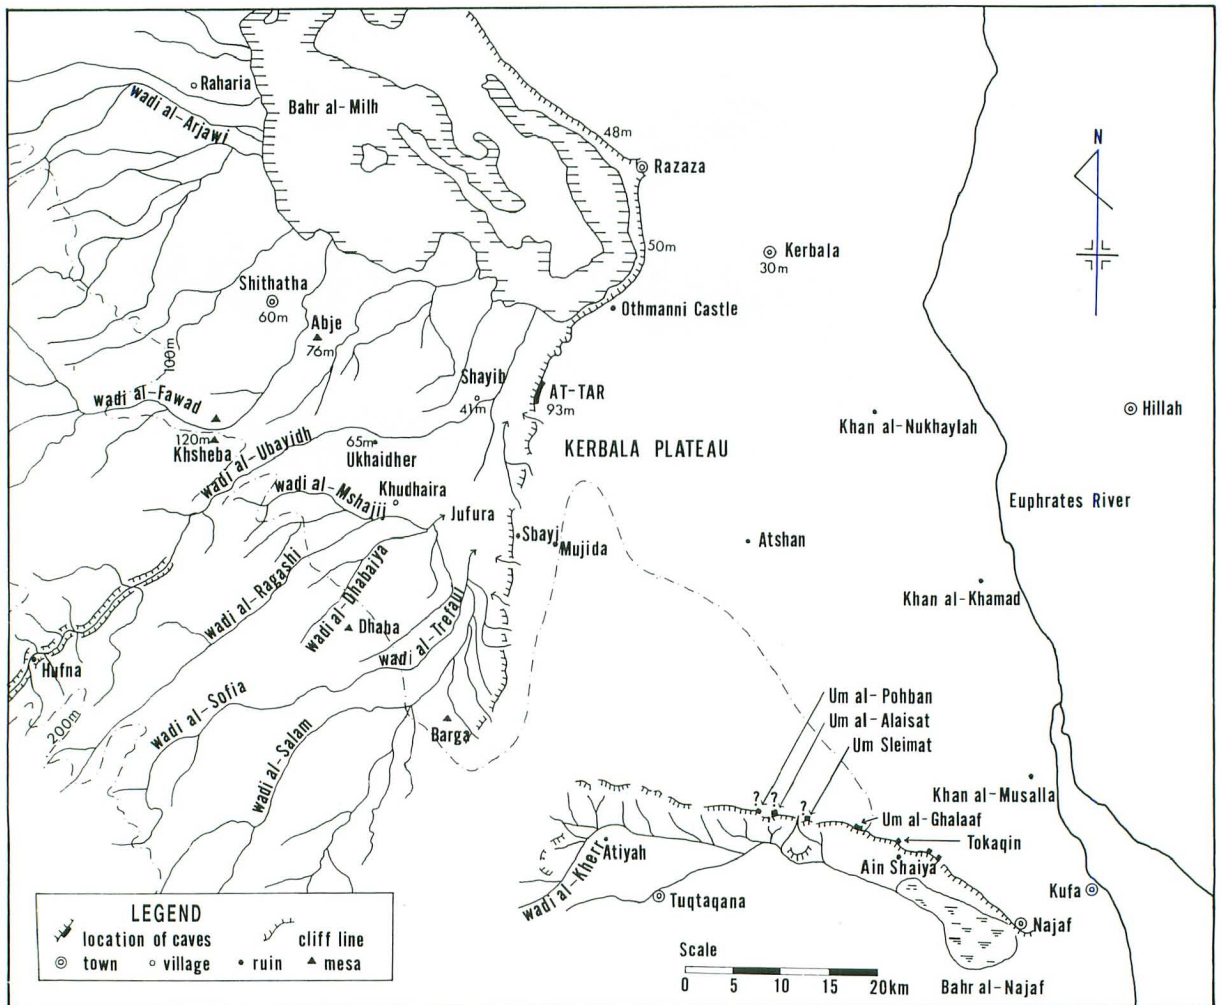 Raharia
wadi al-Arjawi
Bahr al-Milh
48m
Razaza
N
50m
Kerbala
30m
Shithatha
60m
Othmanni Castle
Abje
76m
100m
wadi al-Fawad
Shayib
41m
AT-TAR
93m
Hillah
Khan al-Nukhaylah
120m
Khsheba
wadi al-Ubayidh
65m
Ukhaidher
KERBALA PLATEAU
wadi al-Mshajij
Khudhaira
Euphrates River
Jufura
Sbayj
Mujida
Atshan
wadi al-Ragashi
wadi al-Dhabaiya
Khan al-Khamad
wadi al-Trefaui
Dhaba
Hufna
200m
wadi al-Sofia
wadi al-Salam
Barga
Um al-Pohban
Um al-Alaisat
Um Sleimat
? ? ?
Khan al-Musalla
Um al-Ghalaaf
Tokaqin
Atiyah
Ain Shaiya
wadi al-Kherr
Tuqtaqana
Kufa
Najaf
Bahr al-Najaf
LEGEND
location of caves cliff line
town village ruin mesa
Scale
0 5 10 15 20km